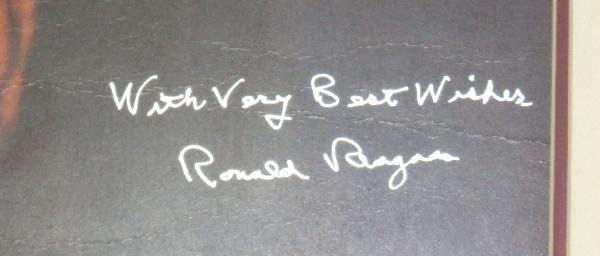 With Very Best Wishes
Ronald Reagan